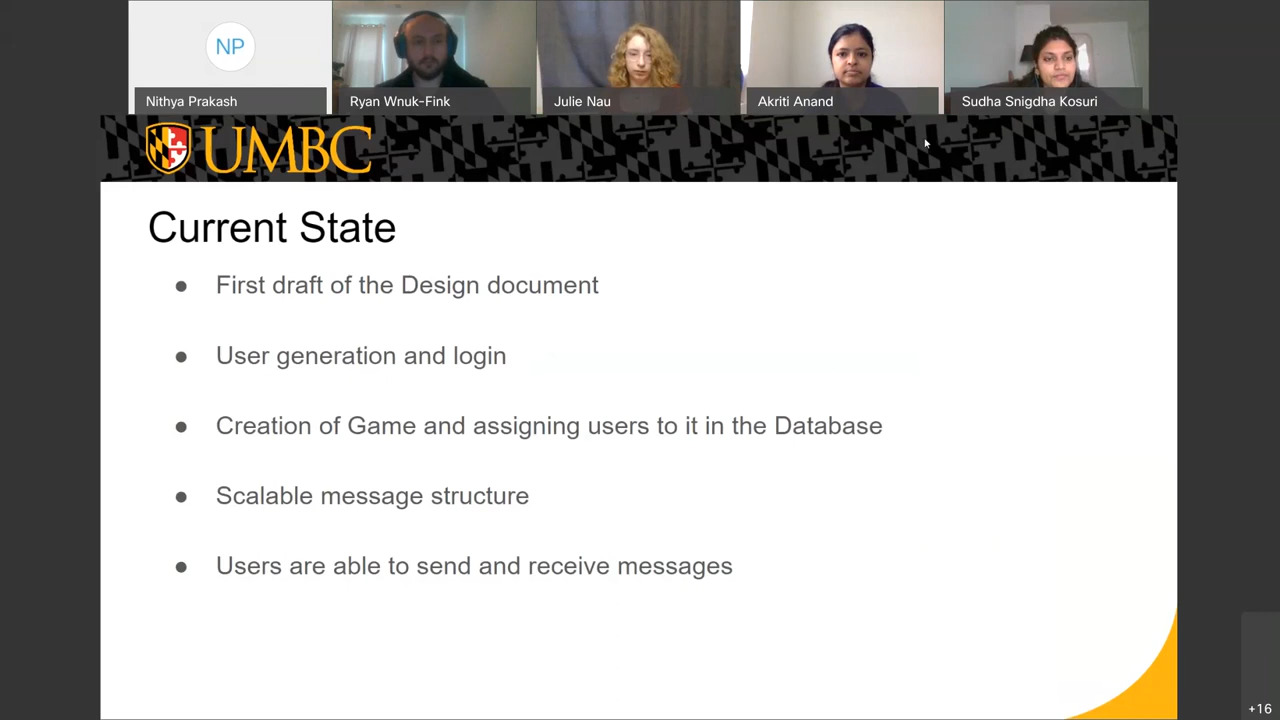 NP
Nithya Prakash
Ryan Wnuk-Fink
Julie Nau
Akriti Anand
Sudha Snigdha Kosuri
UMBC
Current State
● First draft of the Design document
● User generation and login
● Creation of Game and assigning users to it in the Database
● Scalable message structure
● Users are able to send and receive messages
+16